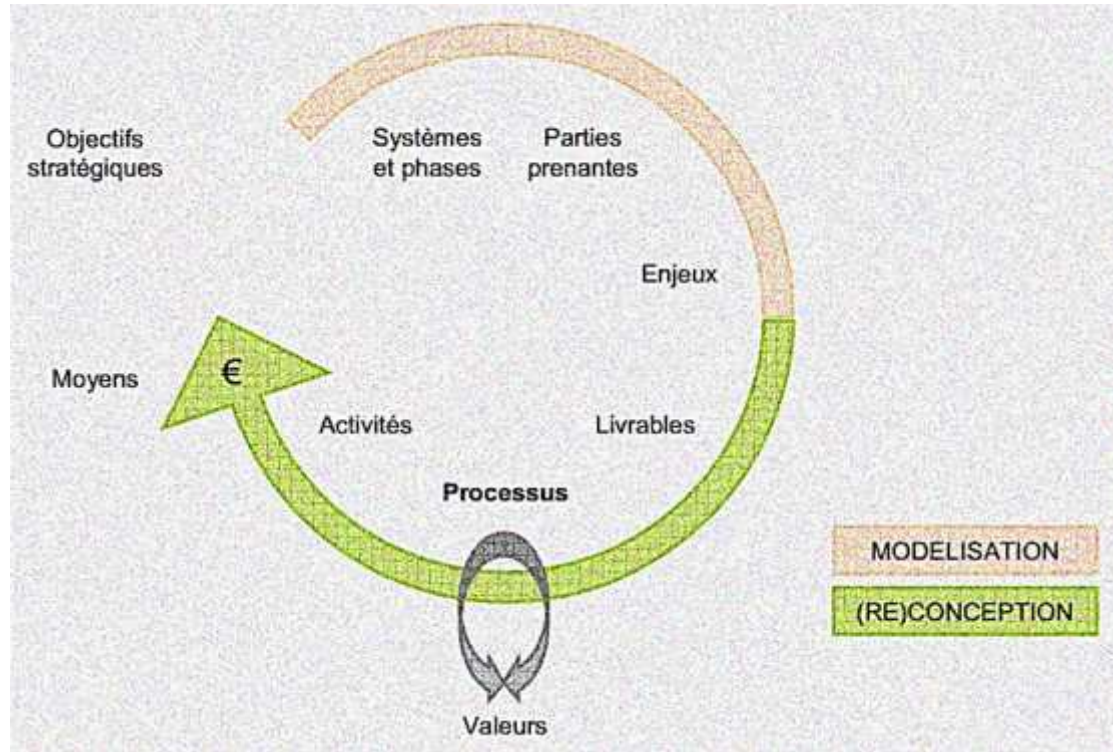 Objectifs
stratégiques
Systèmes
et phases
Parties
prenantes
Enjeux
Moyens
€
Activités
Livrables
Processus
MODELISATION
(RE)CONCEPTION
Valeurs